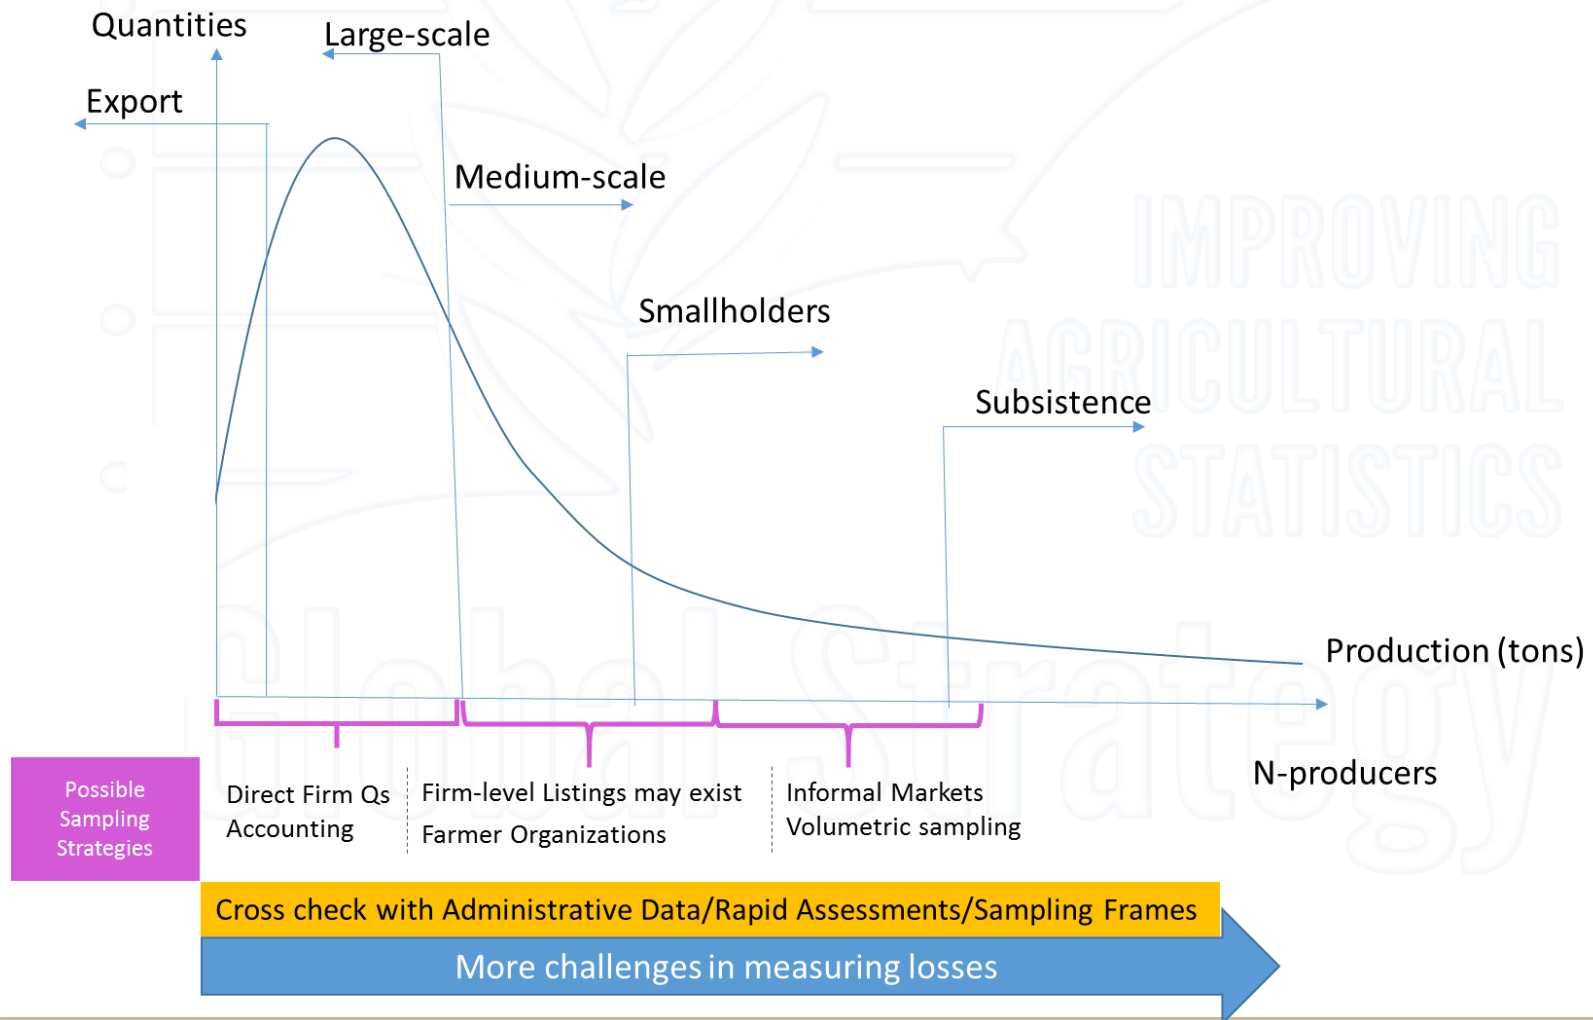 Quantities
Large-scale
Export
Medium-scale
IMPROVING
AGRICULTURAL
STATISTICS
Smallholders
Subsistence
Global Strategy
Production (tons)
N-producers
Possible
Sampling
Strategies
Direct Firm Qs
Accounting
Firm-level Listings may exist
Farmer Organizations
Informal Markets
Volumetric sampling
Cross check with Administrative Data/Rapid Assessments/Sampling Frames
More challenges in measuring losses